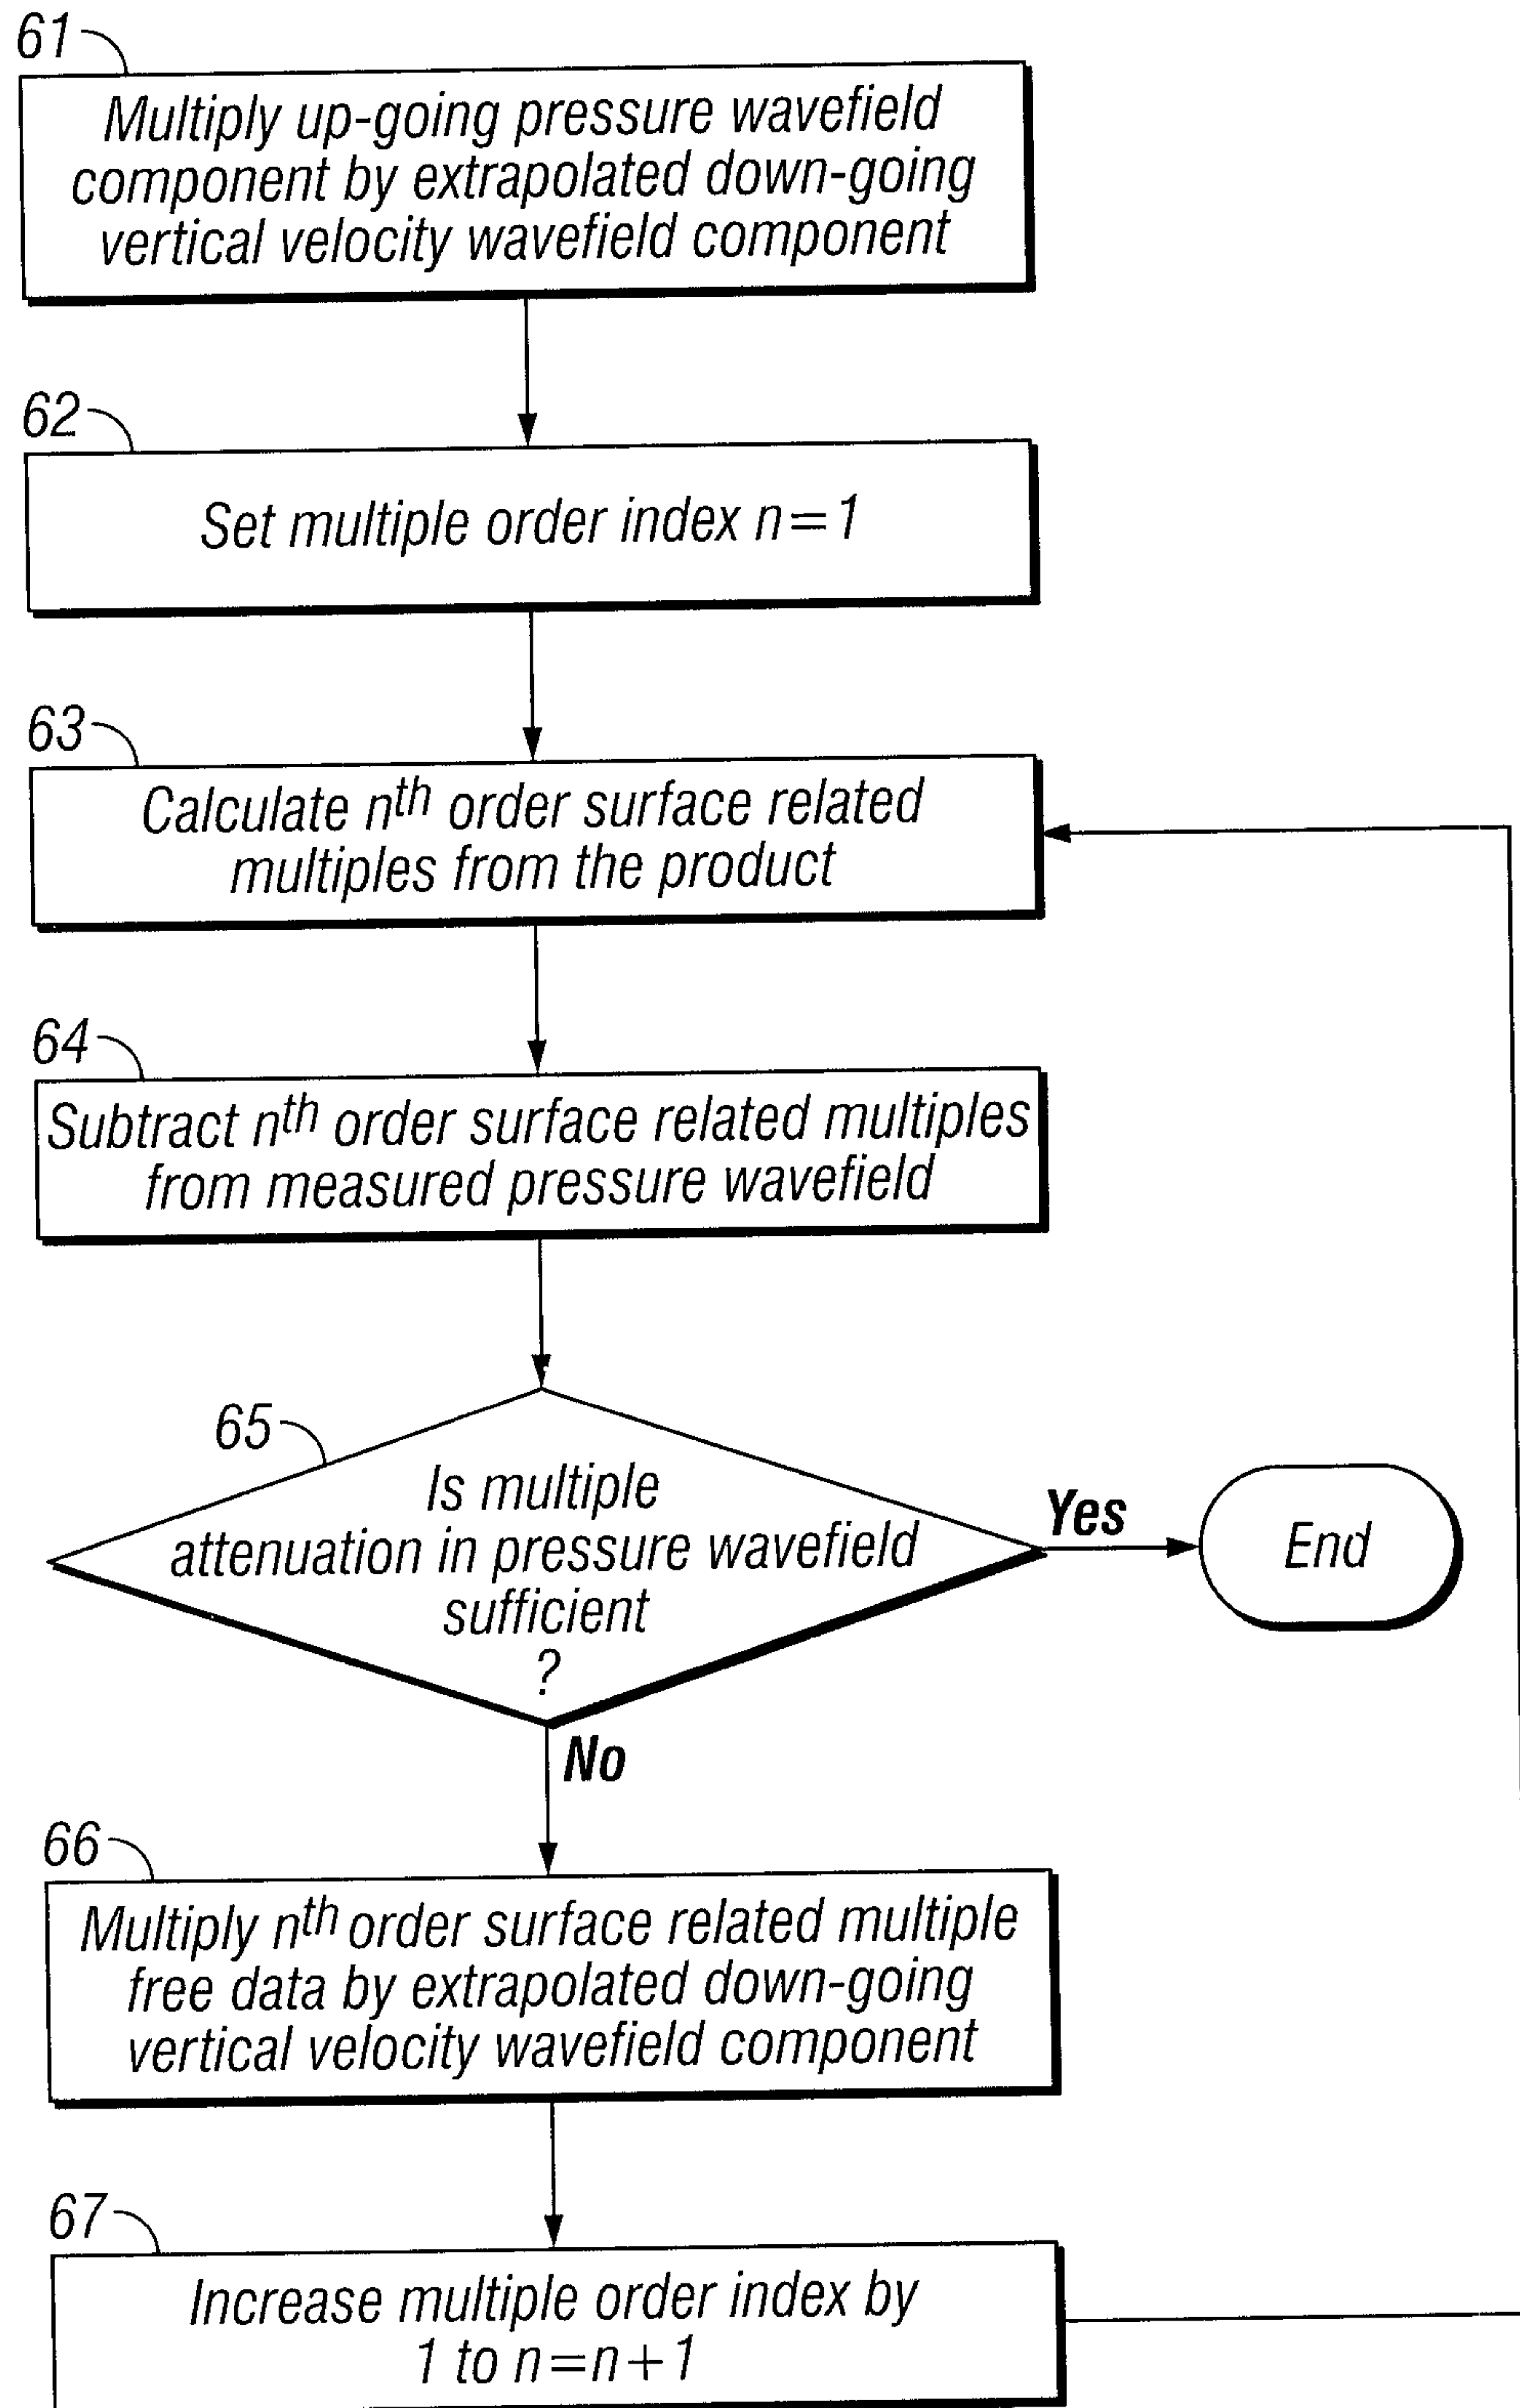 61
Multiply up-going pressure wavefield
component by extrapolated down-going
vertical velocity wavefield component
62
Set multiple order index n=1
63
Calculate nth order surface related
multiples from the product
64
Subtract nth order surface related multiples
from measured pressure wavefield
65
Is multiple
attenuation in pressure wavefield
sufficient
?
Yes
End
No
66
Multiply nth order surface related multiple
free data by extrapolated down-going
vertical velocity wavefield component
67
Increase multiple order index by
1 to n=n+1